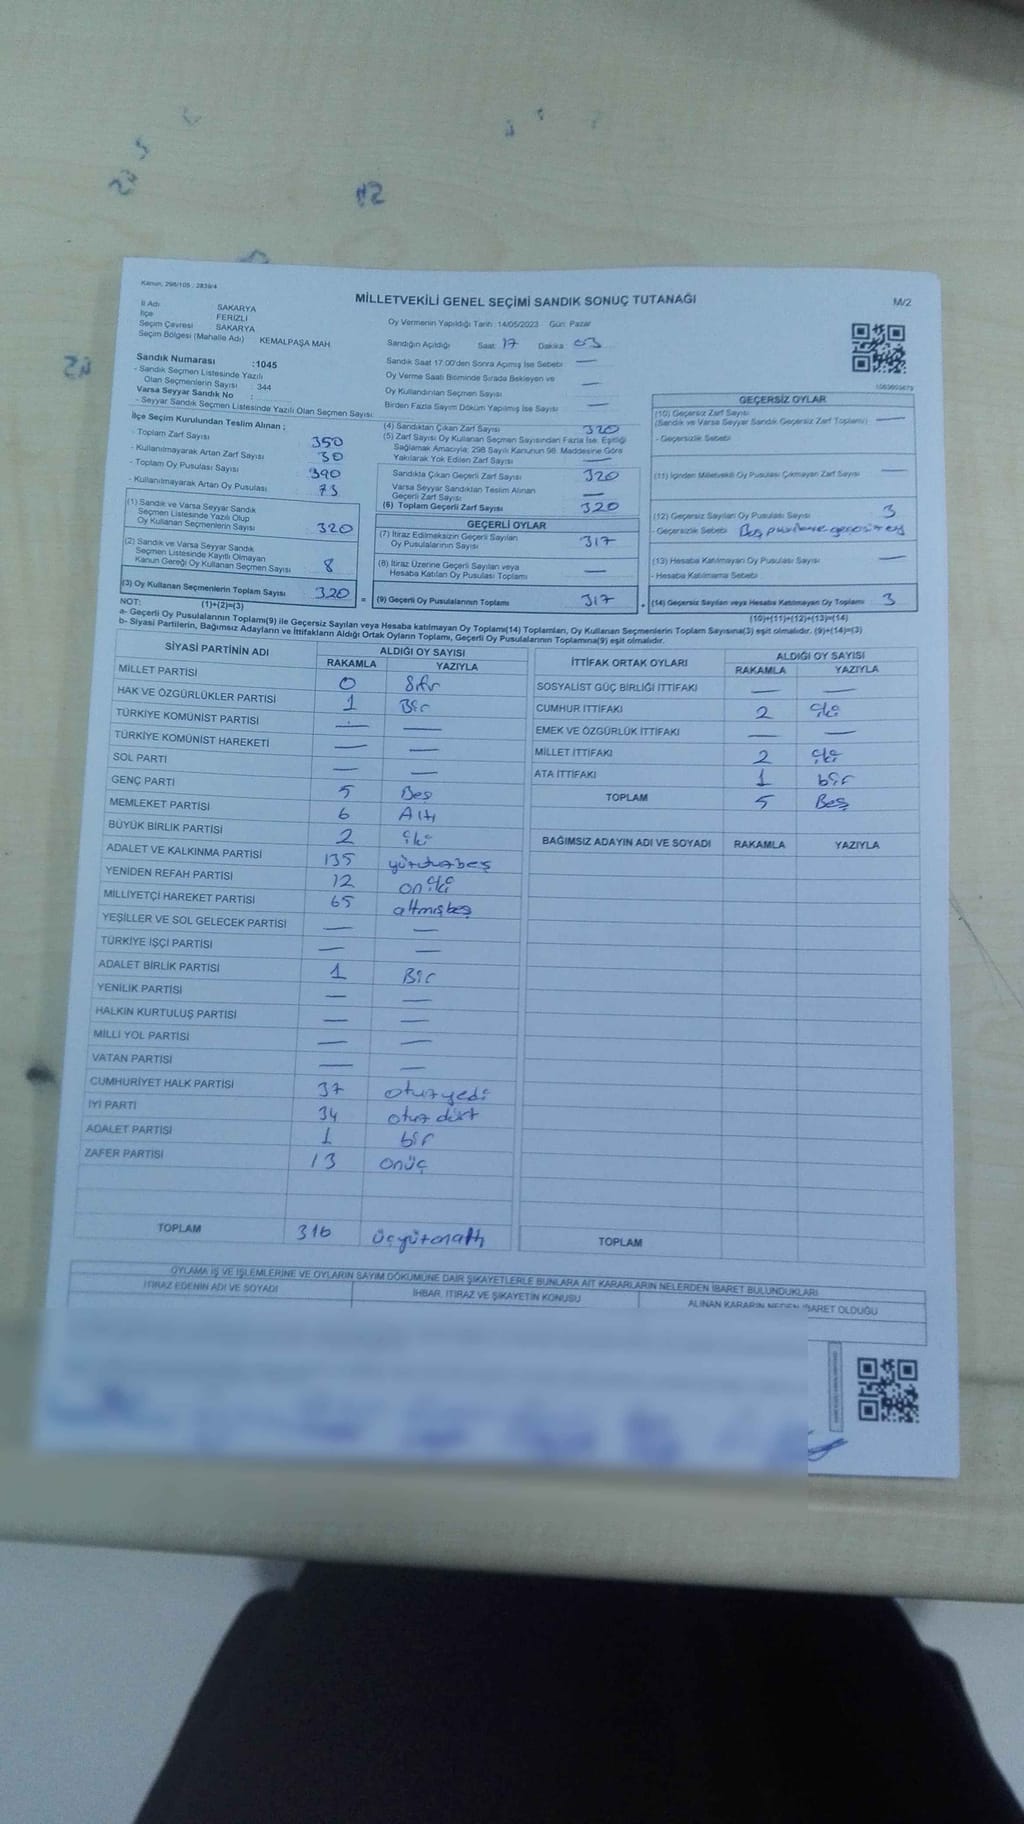 Kanun, 298/105 : 2839/4
MİLLETVEKİLİ GENEL SEÇİMİ SANDIK SONUÇ TUTANAĞI
M/2
İl Adı SAKARYA
İlçe FERİZLİ
Seçim Çevresi SAKARYA
Seçim Bölgesi (Mahalle Adı) KEMALPAŞA MAH.
Sandık Numarası :1045
- Sandık Seçmen Listesinde Yazılı
Olan Seçmenlerin Sayısı : 344
Varsa Seyyar Sandık No :
- Seyyar Sandık Seçmen Listesinde Yazılı Olan Seçmen Sayısı:
Oy Vermenin Yapıldığı Tarih :14/05/2023 Gün: Pazar
Sandığın Açıldığı Saat: 17 Dakika: 03
Sandık Saat 17.00'den Sonra Açılmış İse Sebebi —
Oy Verme Saati Bitiminde Sırada Bekleyen ve
Oy Kullandırılan Seçmen Sayısı —
Birden Fazla Sayım Döküm Yapılmış İse Sayısı —
İlçe Seçim Kurulundan Teslim Alınan ;
- Toplam Zarf Sayısı 350
- Kullanılmayarak Artan Zarf Sayısı 30
- Toplam Oy Pusulası Sayısı 390
- Kullanılmayarak Artan Oy Pusulası 73
(1) Sandık ve Varsa Seyyar Sandık
Seçmen Listesinde Yazılı Olup
Oy Kullanan Seçmenlerin Sayısı 320
(2) Sandık ve Varsa Seyyar Sandık
Seçmen Listesinde Kayıtlı Olmayan
Kanun Gereği Oy Kullanan Seçmen Sayısı 8
(3) Oy Kullanan Seçmenlerin Toplam Sayısı 320
(4) Sandıktan Çıkan Zarf Sayısı 320
(5) Zarf Sayısı Oy Kullanan Seçmen Sayısından Fazla İse, Eşitliği
Sağlamak Amacıyla; 298 Sayılı Kanunun 98. Maddesine Göre
Yakılarak Yok Edilen Zarf Sayısı —
Sandıkta Çıkan Geçerli Zarf Sayısı 320
Varsa Seyyar Sandıktan Teslim Alınan
Geçerli Zarf Sayısı —
(6) Toplam Geçerli Zarf Sayısı 320
GEÇERLİ OYLAR
(7) İtiraz Edilmeksizin Geçerli Sayılan
Oy Pusulalarının Sayısı 317
(8) İtiraz Üzerine Geçerli Sayılan veya
Hesaba Katılan Oy Pusulası Toplamı —
= (9) Geçerli Oy Pusulalarının Toplamı 317
GEÇERSİZ OYLAR
(10) Geçersiz Zarf Sayısı
(Sandık ve Varsa Seyyar Sandık Geçersiz Zarf Toplamı) —
- Geçersizlik Sebebi
(11) İçinden Milletvekili Oy Pusulası Çıkmayan Zarf Sayısı —
(12) Geçersiz Sayılan Oy Pusulası Sayısı 3
- Geçersizlik Sebebi
(13) Hesaba Katılmayan Oy Pusulası Sayısı —
- Hesaba Katılmama Sebebi
+ (14) Geçersiz Sayılan veya Hesaba Katılmayan Oy Toplamı 3
NOT: (1)+(2)=(3)
(10)+(11)+(12)+(13)=(14)
a- Geçerli Oy Pusulalarının Toplamı(9) ile Geçersiz Sayılan veya Hesaba katılmayan Oy Toplamı(14) Toplamları, Oy Kullanan Seçmenlerin Toplam Sayısına(3) eşit olmalıdır. (9)+(14)=(3)
b- Siyasi Partilerin, Bağımsız Adayların ve İttifakların Aldığı Ortak Oyların Toplamı, Geçerli Oy Pusulalarının Toplamına(9) eşit olmalıdır.
SİYASİ PARTİNİN ADI ALDIĞI OY SAYISI
RAKAMLA YAZIYLA
MİLLET PARTİSİ 0 Sıfır
HAK VE ÖZGÜRLÜKLER PARTİSİ 1 Bir
TÜRKİYE KOMÜNİST PARTİSİ — —
TÜRKİYE KOMÜNİST HAREKETİ — —
SOL PARTİ — —
GENÇ PARTİ 5 Beş
MEMLEKET PARTİSİ 6 Altı
BÜYÜK BİRLİK PARTİSİ 2 iki
ADALET VE KALKINMA PARTİSİ 135 yüzotuzbeş
YENİDEN REFAH PARTİSİ 12 oniki
MİLLİYETÇİ HAREKET PARTİSİ 65 altmışbeş
YEŞİLLER VE SOL GELECEK PARTİSİ — —
TÜRKİYE İŞÇİ PARTİSİ — —
ADALET BİRLİK PARTİSİ 1 Bir
YENİLİK PARTİSİ — —
HALKIN KURTULUŞ PARTİSİ — —
MİLLİ YOL PARTİSİ — —
VATAN PARTİSİ — —
CUMHURİYET HALK PARTİSİ 37 otuzyedi
İYİ PARTİ 34 otuz dört
ADALET PARTİSİ 1 bir
ZAFER PARTİSİ 13 onüç
TOPLAM 316 üçyüzonaltı
İTTİFAK ORTAK OYLARI ALDIĞI OY SAYISI
RAKAMLA YAZIYLA
SOSYALİST GÜÇ BİRLİĞİ İTTİFAKI — —
CUMHUR İTTİFAKI 2 iki
EMEK VE ÖZGÜRLÜK İTTİFAKI — —
MİLLET İTTİFAKI 2 iki
ATA İTTİFAKI 1 bir
TOPLAM 5 Beş
BAĞIMSIZ ADAYIN ADI VE SOYADI RAKAMLA YAZIYLA
TOPLAM
OYLAMA İŞ VE İŞLEMLERİNE VE OYLARIN SAYIM DÖKÜMÜNE DAİR ŞİKAYETLERLE BUNLARA AİT KARARLARIN NELERDEN İBARET BULUNDUKLARI
İTİRAZ EDENİN ADI VE SOYADI İHBAR, İTİRAZ VE ŞİKAYETİN KONUSU ALINAN KARARIN NEDEN İBARET OLDUĞU